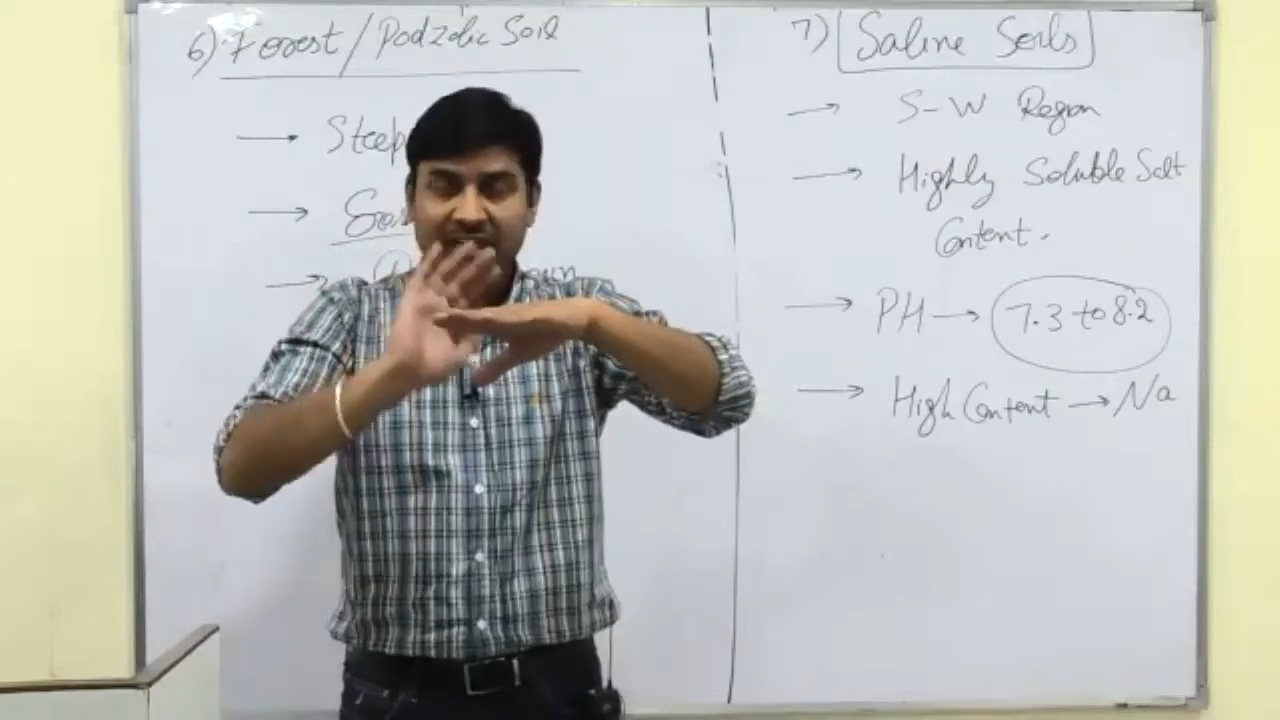 6) Forest / Podzolic Soil
→ Steep
→
→
7) Saline Soils
→ S-W Region
→ Highly Soluble Salt
Content.
→ PH → 7.3 to 8.2
→ High Content → Na